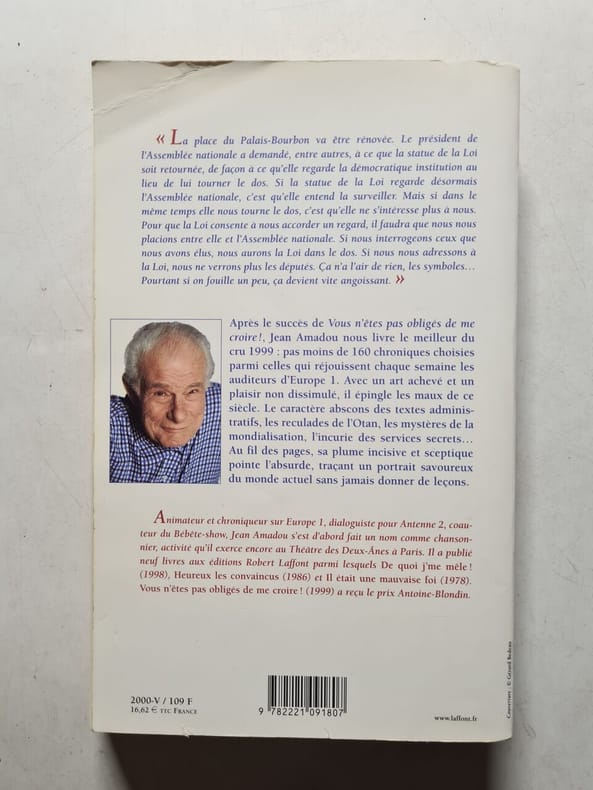 « La place du Palais-Bourbon va être rénovée. Le président de
l'Assemblée nationale a demandé, entre autres, à ce que la statue de la Loi
soit retournée, de façon à ce qu'elle regarde la démocratique institution au
lieu de lui tourner le dos. Si la statue de la Loi regarde désormais
l'Assemblée nationale, c'est qu'elle entend la surveiller. Mais si dans le
même temps elle nous tourne le dos, c'est qu'elle ne s'intéresse plus à nous.
Pour que la Loi consente à nous accorder un regard, il faudra que nous nous
placions entre elle et l'Assemblée nationale. Si nous interrogeons ceux que
nous avons élus, nous aurons la Loi dans le dos. Si nous nous adressons à
la Loi, nous ne verrons plus les députés. Ça n'a l'air de rien, les symboles…
Pourtant si on fouille un peu, ça devient vite angoissant. »
Après le succès de Vous n'êtes pas obligés de me
croire !, Jean Amadou nous livre le meilleur du
cru 1999 : pas moins de 160 chroniques choisies
parmi celles qui réjouissent chaque semaine les
auditeurs d'Europe 1. Avec un art achevé et un
plaisir non dissimulé, il épingle les maux de ce
siècle. Le caractère abscons des textes adminis-
tratifs, les reculades de l'Otan, les mystères de la
mondialisation, l'incurie des services secrets…
Au fil des pages, sa plume incisive et sceptique
pointe l'absurde, traçant un portrait savoureux
du monde actuel sans jamais donner de leçons.
Animateur et chroniqueur sur Europe 1, dialoguiste pour Antenne 2, coau-
teur du Bébête-show, Jean Amadou s'est d'abord fait un nom comme chanson-
nier, activité qu'il exerce encore au Théâtre des Deux-Ânes à Paris. Il a publié
neuf livres aux éditions Robert Laffont parmi lesquels De quoi j'me mêle !
(1998), Heureux les convaincus (1986) et Il était une mauvaise foi (1978).
Vous n'êtes pas obligés de me croire ! (1999) a reçu le prix Antoine-Blondin.
2000-V / 109 F
16,62 € TTC FRANCE
9 782221 091807
www.laffont.fr
Couverture : © Gérard Bedeau